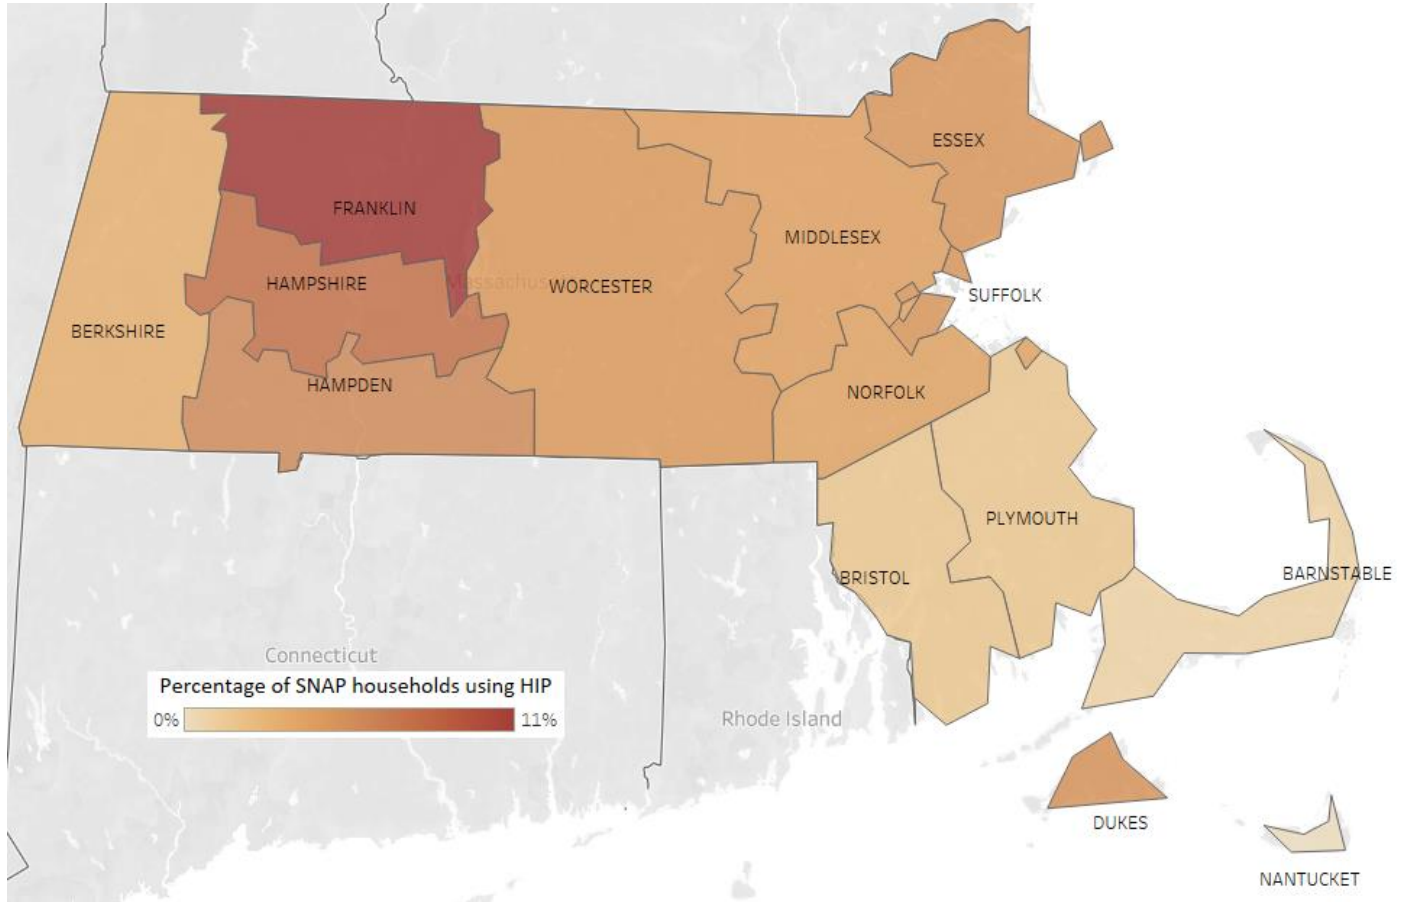 ESSEX
FRANKLIN
MIDDLESEX
HAMPSHIRE
Massachusetts
WORCESTER
SUFFOLK
BERKSHIRE
HAMPDEN
NORFOLK
PLYMOUTH
BRISTOL
BARNSTABLE
Connecticut
Percentage of SNAP households using HIP
0% 11%
Rhode Island
DUKES
NANTUCKET